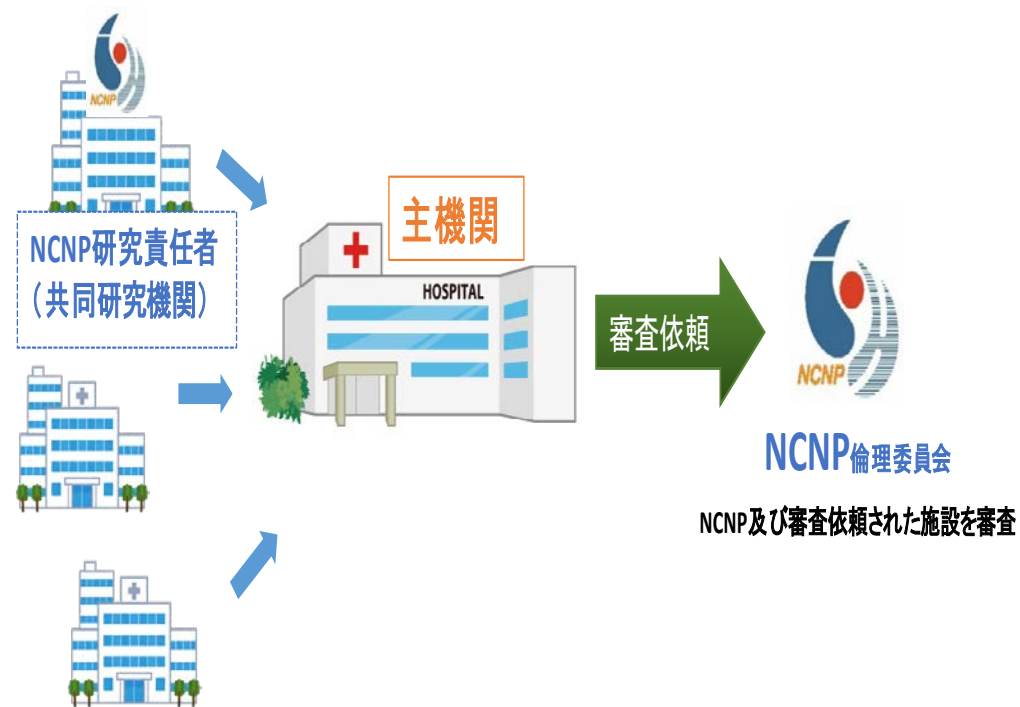 NCNP
NCNP研究責任者
（共同研究機関）
主機関
HOSPITAL
審査依頼
NCNP
NCNP倫理委員会
NCNP及び審査依頼された施設を審査